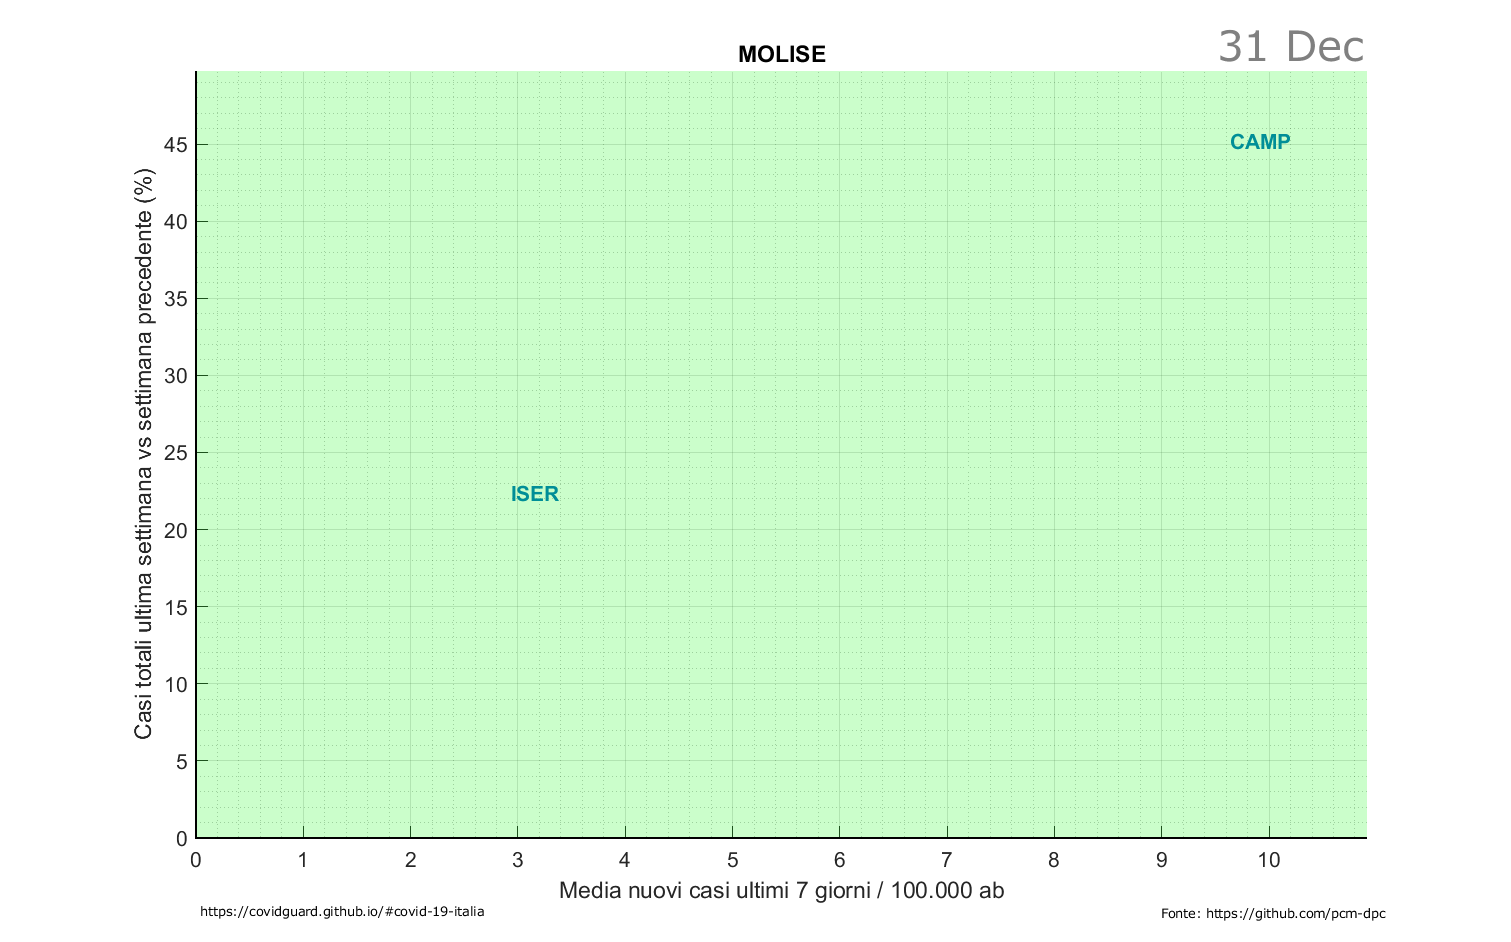 31 Dec
MOLISE
Casi totali ultima settimana vs settimana precedente (%)
45
40
35
30
25
20
15
10
5
0
CAMP
ISER
0 1 2 3 4 5 6 7 8 9 10
Media nuovi casi ultimi 7 giorni / 100.000 ab
https://covidguard.github.io/#covid-19-italia
Fonte: https://github.com/pcm-dpc